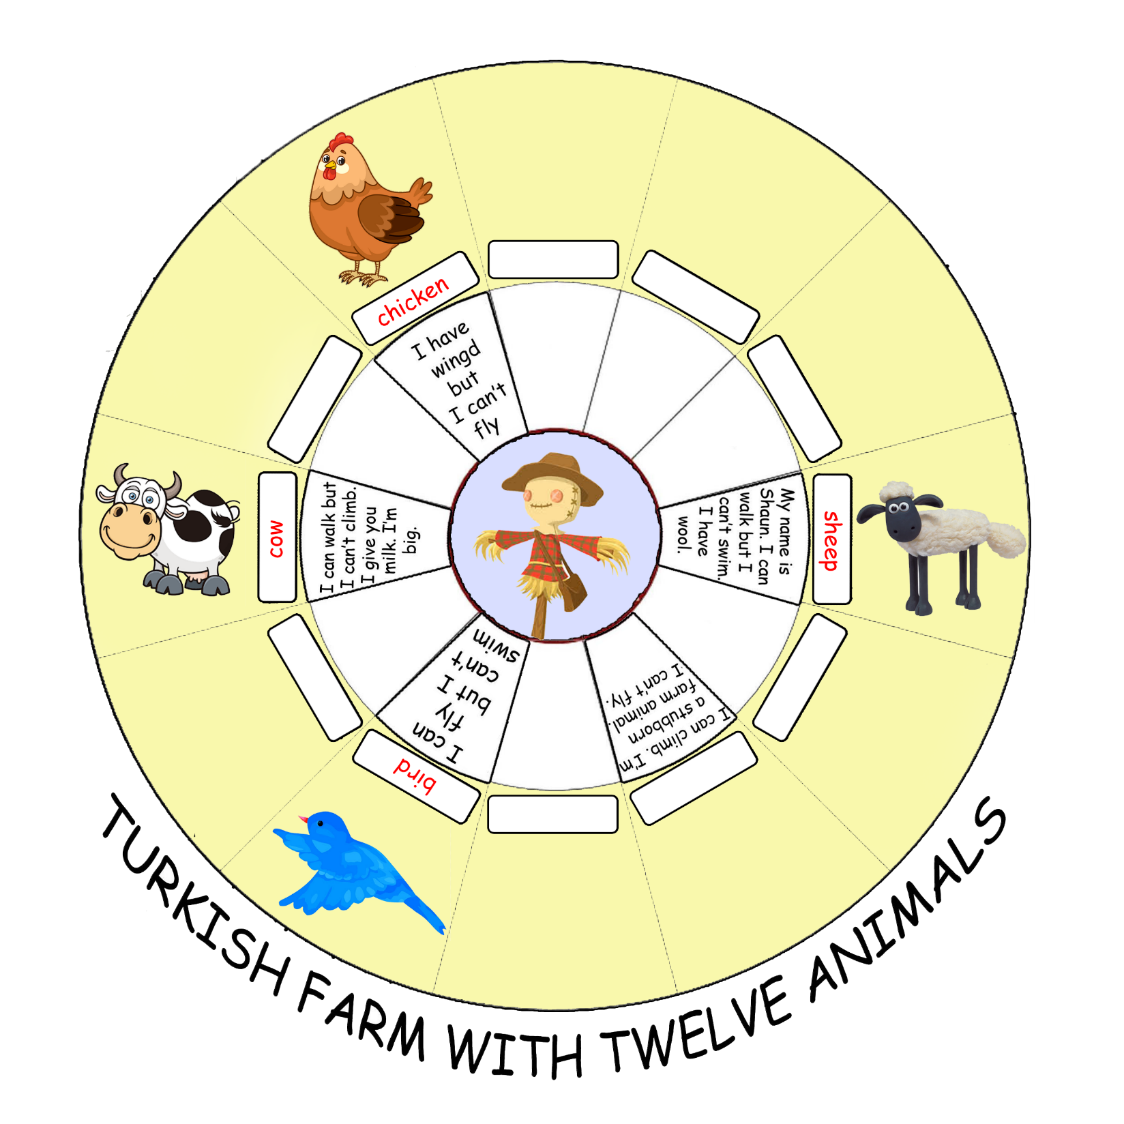 chicken
I have
wingd
but
I can't
fly
cow
I can walk but
I can't climb.
I give you
milk. I'm
big.
bird
I can
fly
but I
can't
swim
sheep
My name is
Shaun. I can
walk but I
can't swim.
I have
wool.
I can climb. I'm
a stubborn
farm animal.
I can't fly.
TURKISH FARM WITH TWELVE ANIMALS